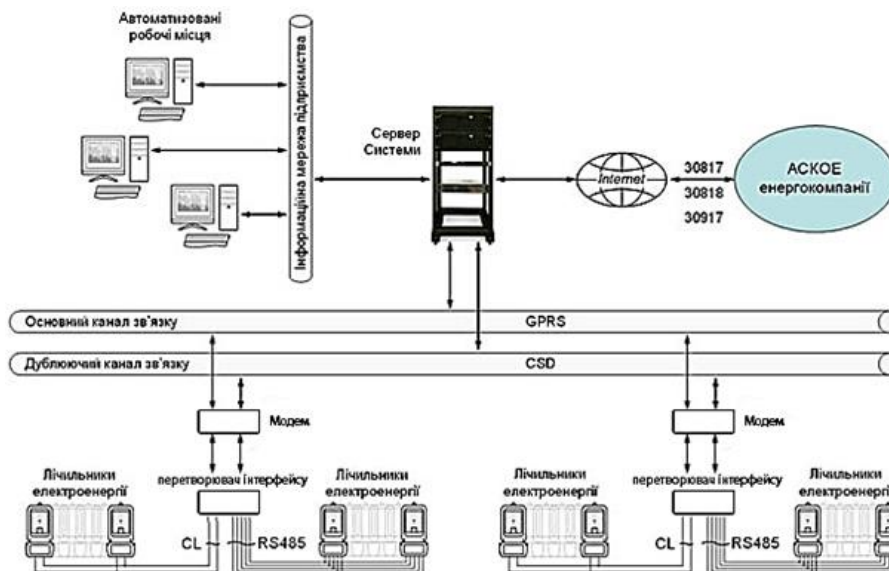 Автоматизовані
робочі місця
Інформаційна мережа підприємства
Сервер
Системи
Internet
30817
30818
30917
АСКОЕ
енергокомпанії
Основний канал зв'язку
GPRS
Дублюючий канал зв'язку
CSD
Модем
Модем
Лічильники
електроенергії
перетворювач інтерфейсу
Лічильники
електроенергії
Лічильники
електроенергії
перетворювач інтерфейсу
Лічильники
електроенергії
CL
RS485
CL
RS485